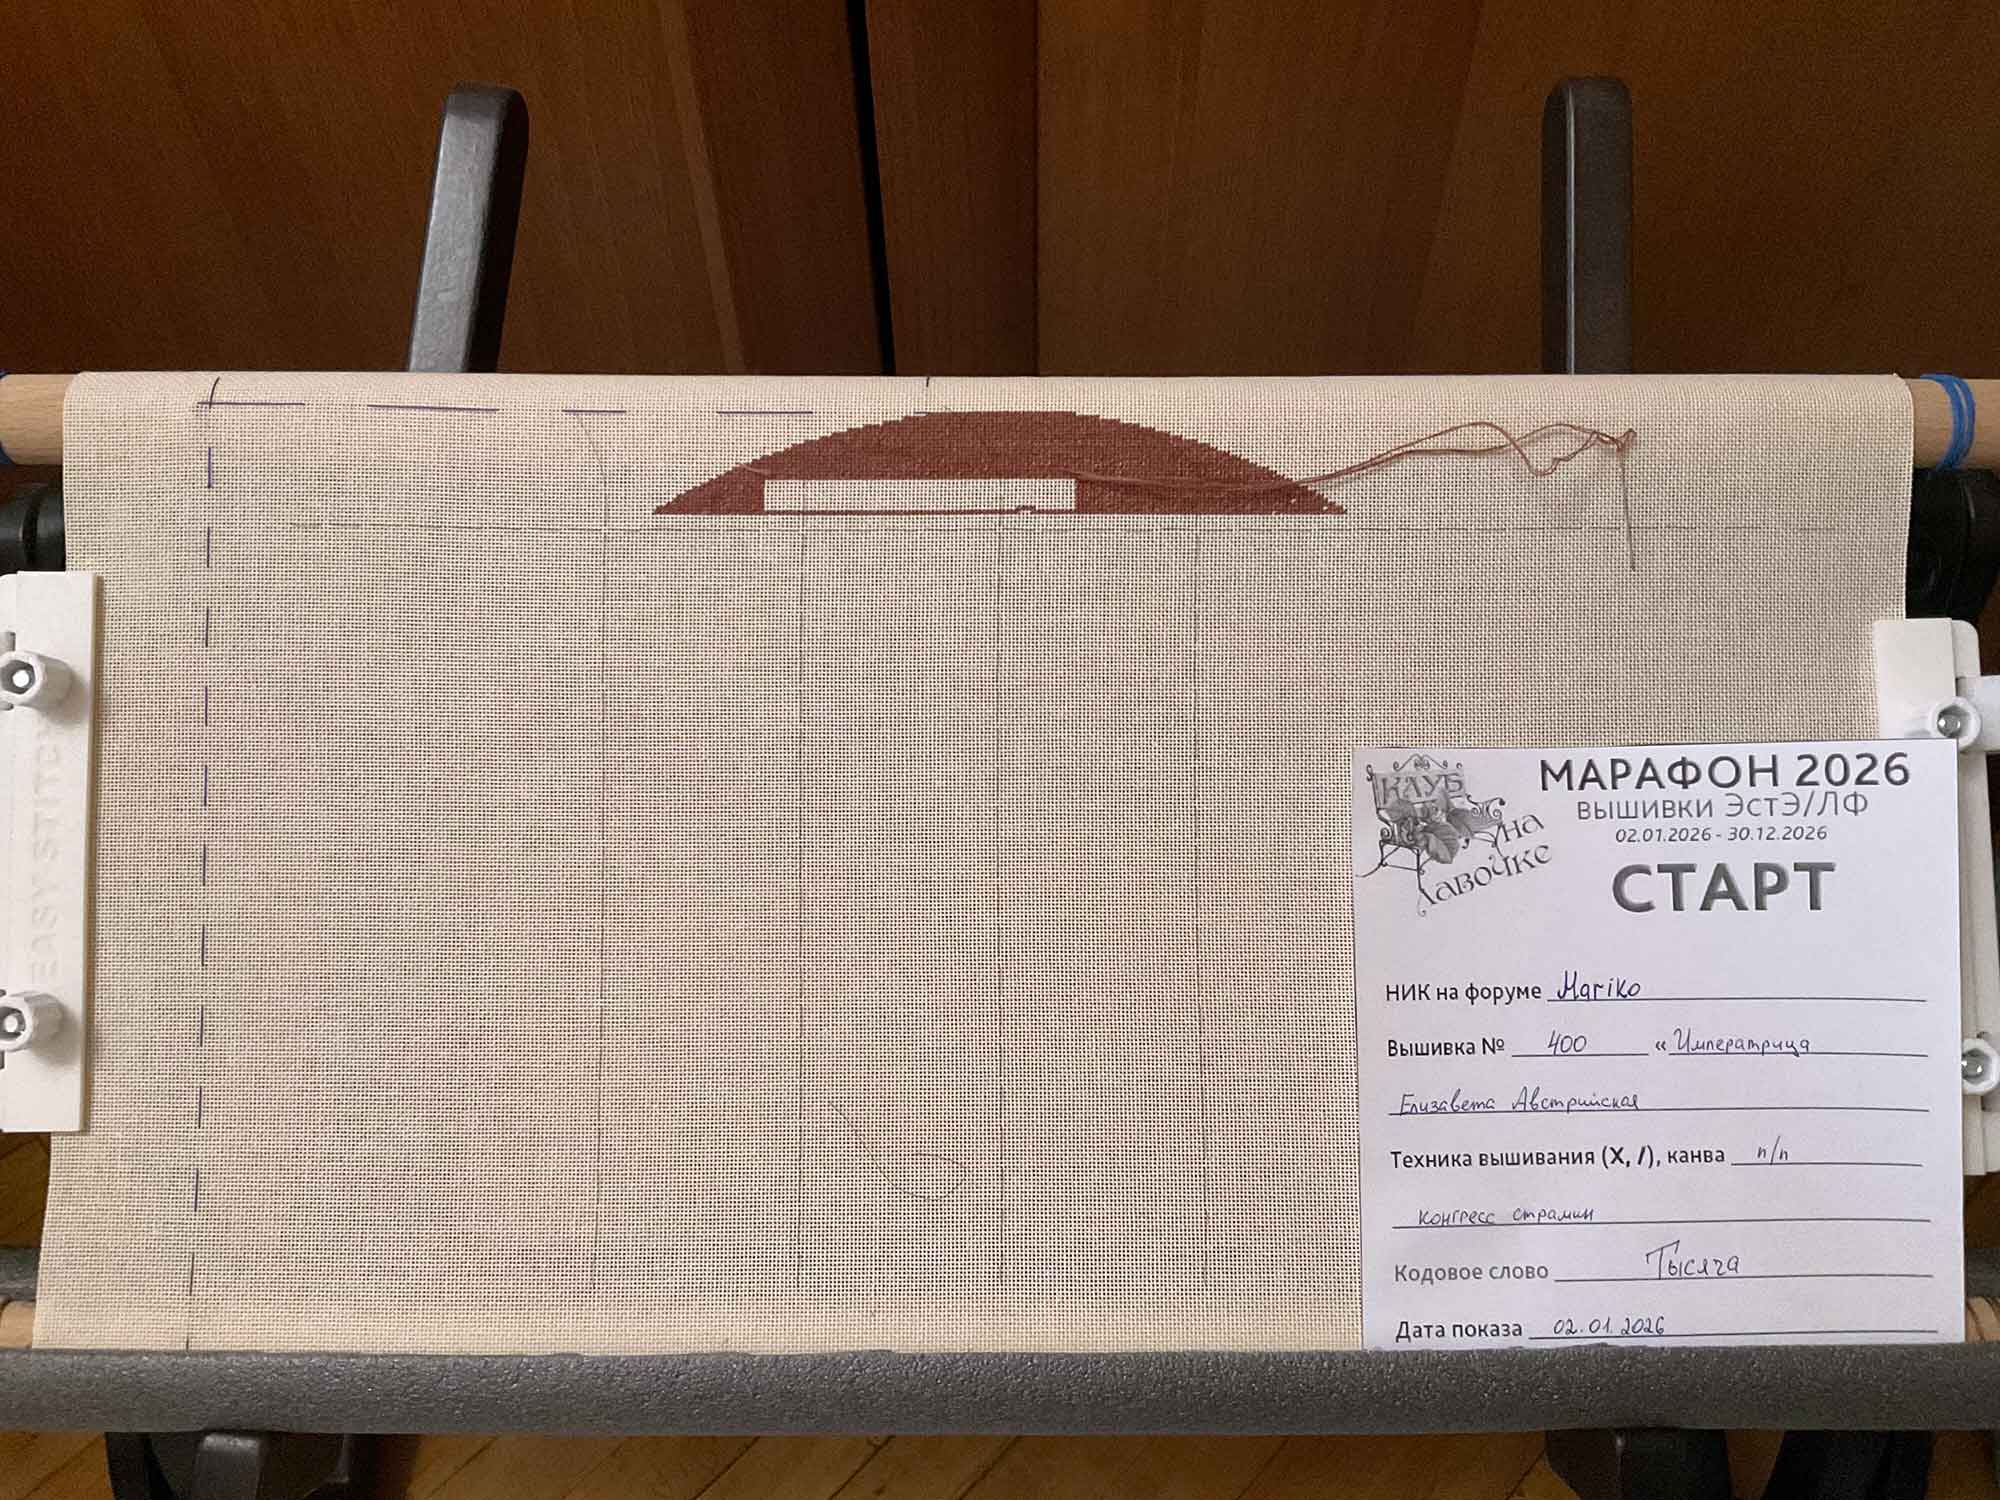 КЛУБ
на
Лавочке
МАРАФОН 2026
ВЫШИВКИ ЭстЭ/ЛФ
02.01.2026 - 30.12.2026
СТАРТ
НИК на форуме Mariko
Вышивка № 400 «Императрица
Елизавета Австрийская
Техника вышивания (X, /), канва п/п
конгресс страмин
Кодовое слово Тысяча
Дата показа 02.01.2026
EASY STITCH